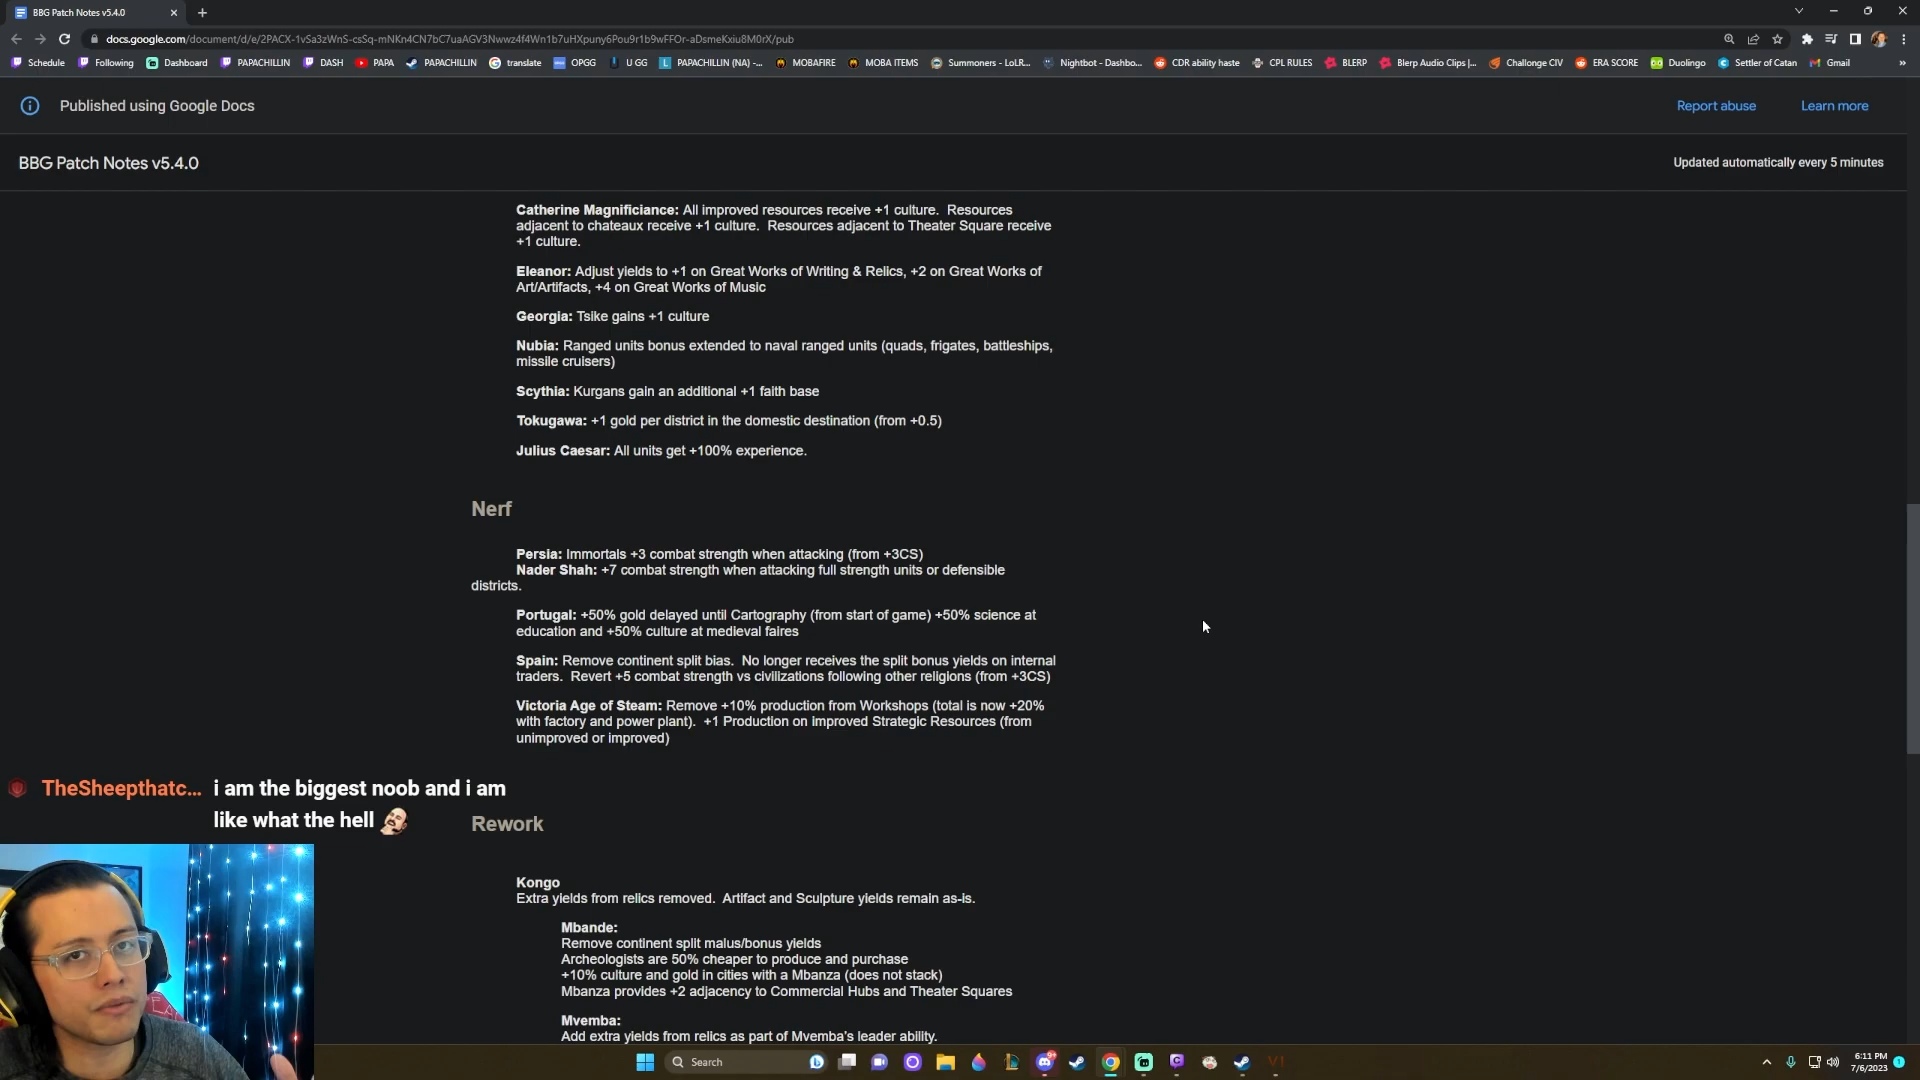 BBG Patch Notes v5.4.0
docs.google.com/document/d/e/2PACX-1vSa3zWnS-csSq-mNKn4CN7bC7uaAGV3Nwwz4f4Wn1b7uHXpuny6Pou9r1b9wFFOr-aDsmeKxiu8M0rX/pub
Schedule Following Dashboard PAPACHILLIN DASH PAPA PAPACHILLIN translate OPGG U GG PAPACHILLIN (NA) -... MOBAFIRE MOBA ITEMS Summoners - LoLR... Nightbot - Dashbo... CDR ability haste CPL RULES BLERP Blerp Audio Clips |... Challonge CIV ERA SCORE Duolingo Settler of Catan Gmail »
Published using Google Docs Report abuse Learn more
BBG Patch Notes v5.4.0 Updated automatically every 5 minutes
Catherine Magnificiance: All improved resources receive +1 culture. Resources
adjacent to chateaux receive +1 culture. Resources adjacent to Theater Square receive
+1 culture.
Eleanor: Adjust yields to +1 on Great Works of Writing & Relics, +2 on Great Works of
Art/Artifacts, +4 on Great Works of Music
Georgia: Tsike gains +1 culture
Nubia: Ranged units bonus extended to naval ranged units (quads, frigates, battleships,
missile cruisers)
Scythia: Kurgans gain an additional +1 faith base
Tokugawa: +1 gold per district in the domestic destination (from +0.5)
Julius Caesar: All units get +100% experience.
Nerf
Persia: Immortals +3 combat strength when attacking (from +3CS)
Nader Shah: +7 combat strength when attacking full strength units or defensible
districts.
Portugal: +50% gold delayed until Cartography (from start of game) +50% science at
education and +50% culture at medieval faires
Spain: Remove continent split bias. No longer receives the split bonus yields on internal
traders. Revert +5 combat strength vs civilizations following other religions (from +3CS)
Victoria Age of Steam: Remove +10% production from Workshops (total is now +20%
with factory and power plant). +1 Production on Improved Strategic Resources (from
unimproved or improved)
TheSheepthatc... i am the biggest noob and i am
like what the hell
Rework
Kongo
Extra yields from relics removed. Artifact and Sculpture yields remain as-is.
Mbande:
Remove continent split malus/bonus yields
Archeologists are 50% cheaper to produce and purchase
+10% culture and gold in cities with a Mbanza (does not stack)
Mbanza provides +2 adjacency to Commercial Hubs and Theater Squares
Mvemba:
Add extra yields from relics as part of Mvemba's leader ability.
Search
6:11 PM
7/6/2023